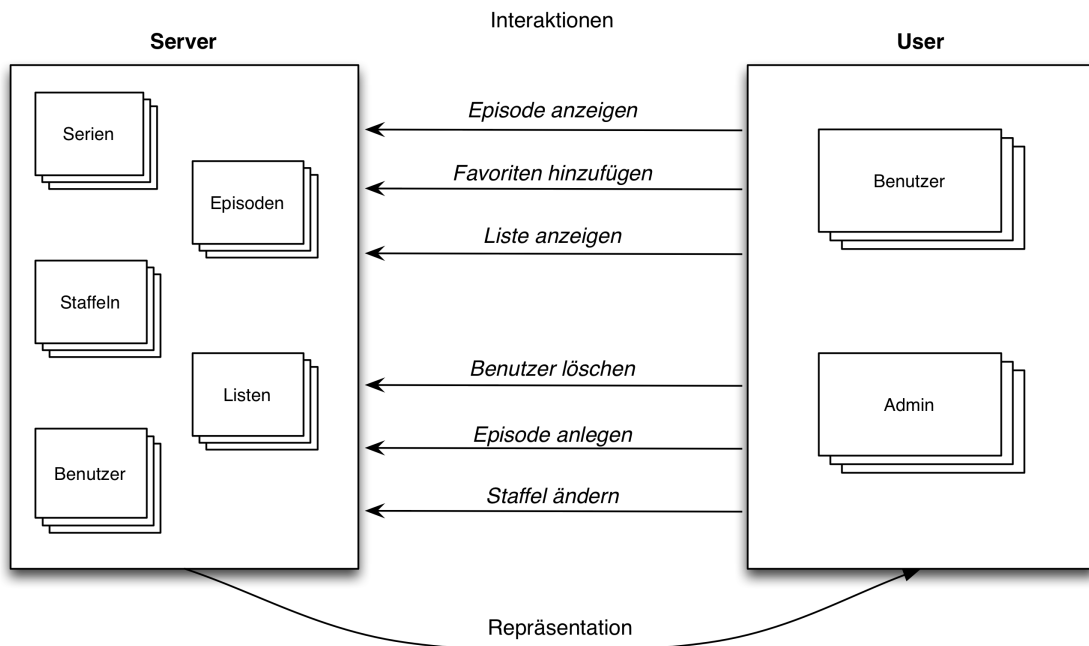 Interaktionen
Server
User
Serien
Episoden
Staffeln
Listen
Benutzer
Episode anzeigen
Favoriten hinzufügen
Liste anzeigen
Benutzer löschen
Episode anlegen
Staffel ändern
Benutzer
Admin
Repräsentation